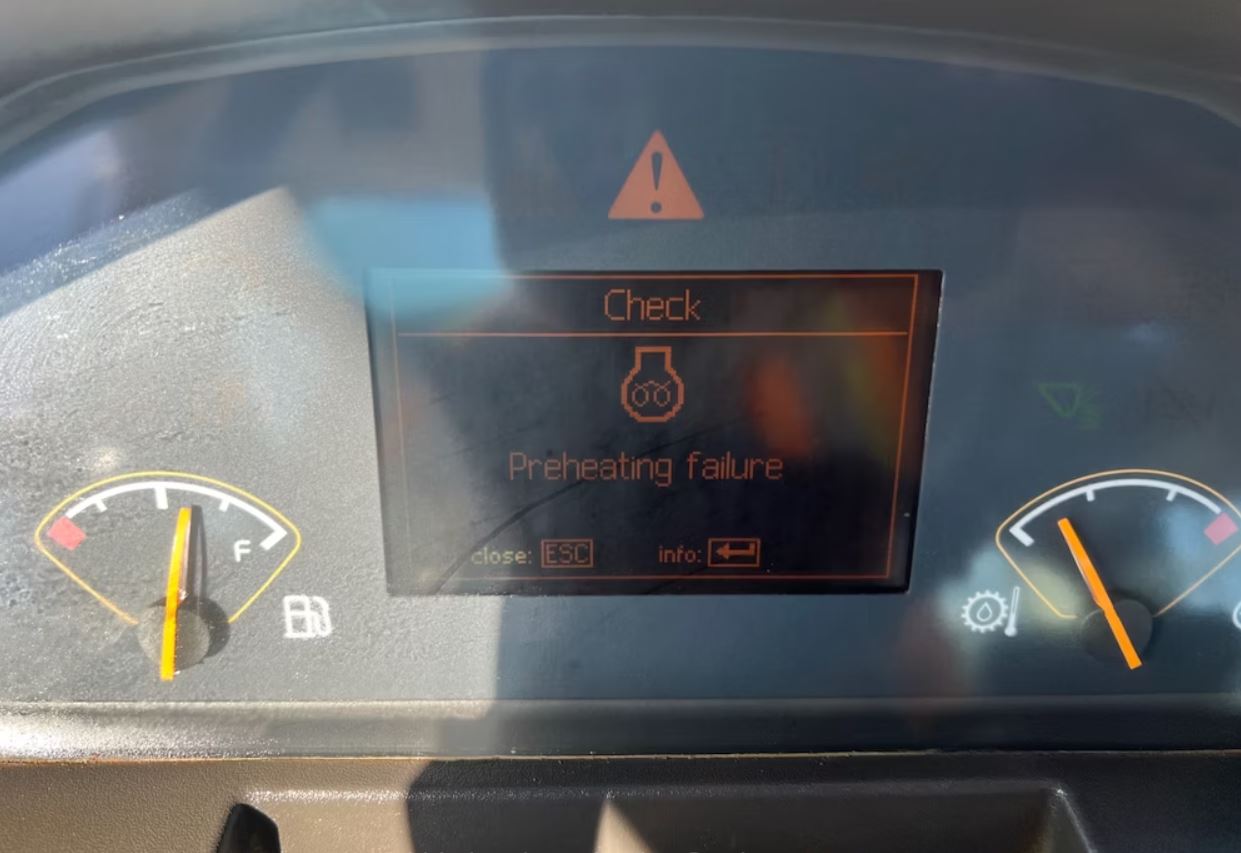 Check
Preheating failure
close: ESC info:
F